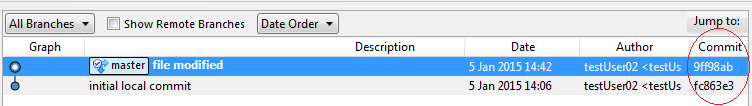 All Branches Show Remote Branches Date Order Jump to:
Graph Description Date Author Commit
master file modified 5 Jan 2015 14:42 testUser02 <testUs 9ff98ab
initial local commit 5 Jan 2015 14:06 testUser02 <testUs fc863e3